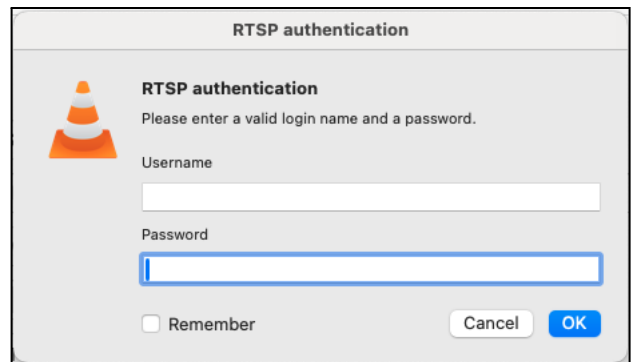 RTSP authentication
RTSP authentication
Please enter a valid login name and a password.
Username
Password
Remember
Cancel
OK